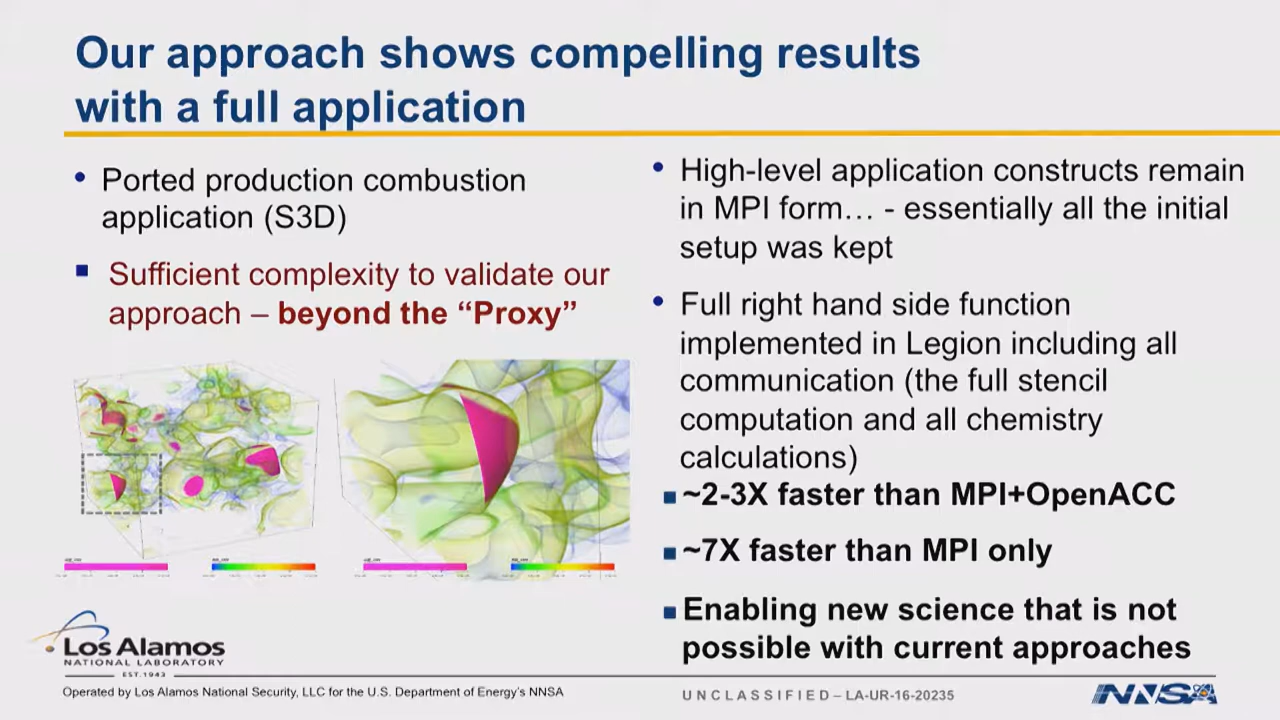 Our approach shows compelling results
with a full application
• Ported production combustion
application (S3D)
▪ Sufficient complexity to validate our
approach – beyond the “Proxy”
• High-level application constructs remain
in MPI form… - essentially all the initial
setup was kept
• Full right hand side function
implemented in Legion including all
communication (the full stencil
computation and all chemistry
calculations)
▪ ~2-3X faster than MPI+OpenACC
▪ ~7X faster than MPI only
▪ Enabling new science that is not
possible with current approaches
Los Alamos
NATIONAL LABORATORY
EST. 1943
Operated by Los Alamos National Security, LLC for the U.S. Department of Energy’s NNSA
UNCLASSIFIED – LA-UR-16-20235
NNSA